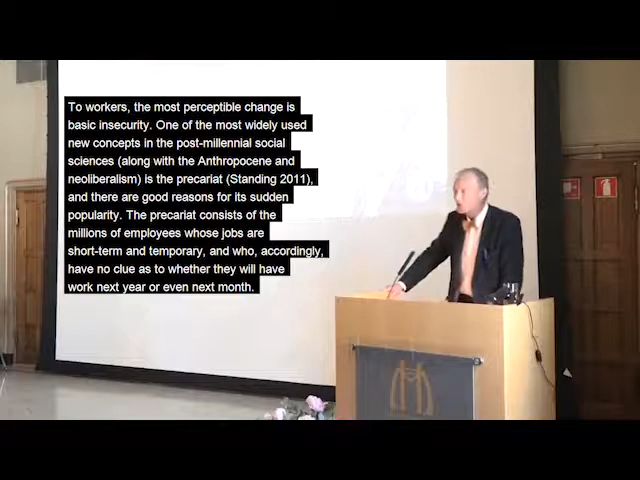 To workers, the most perceptible change is
basic insecurity. One of the most widely used
new concepts in the post-millennial social
sciences (along with the Anthropocene and
neoliberalism) is the precariat (Standing 2011),
and there are good reasons for its sudden
popularity. The precariat consists of the
millions of employees whose jobs are
short-term and temporary, and who, accordingly,
have no clue as to whether they will have
work next year or even next month.